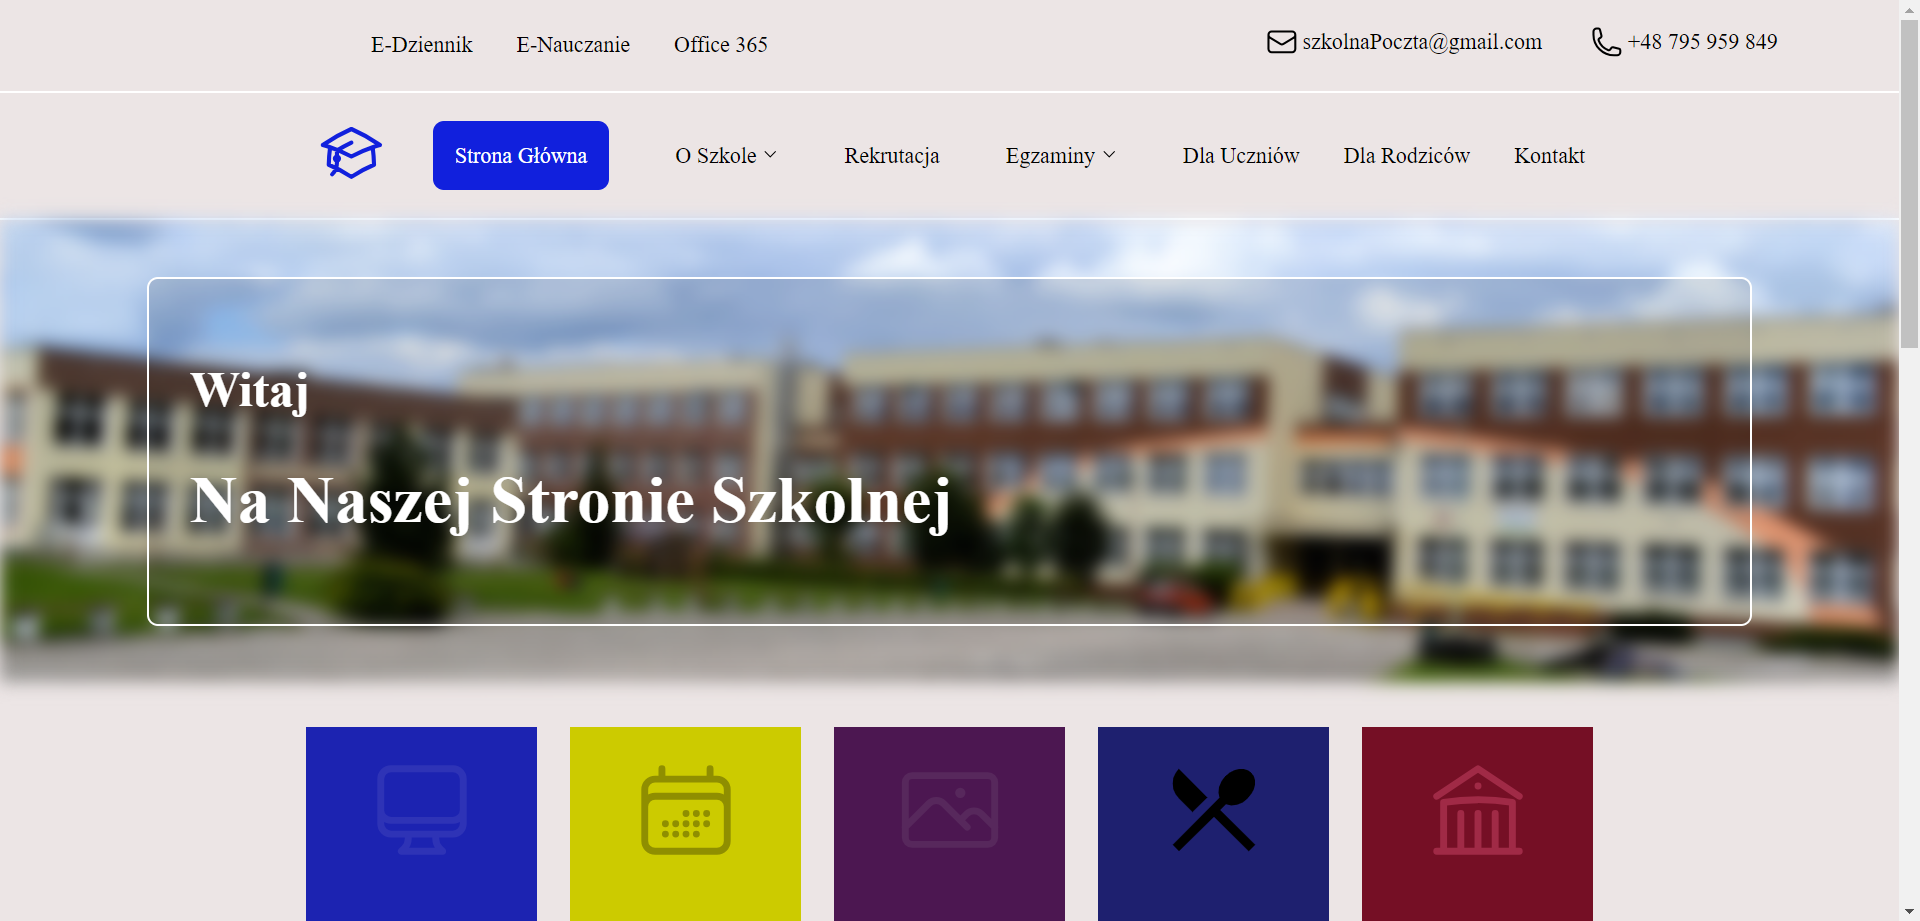 E-Dziennik E-Nauczanie Office 365 szkolnaPoczta@gmail.com +48 795 959 849
Strona Główna O Szkole Rekrutacja Egzaminy Dla Uczniów Dla Rodziców Kontakt
Witaj
Na Naszej Stronie Szkolnej